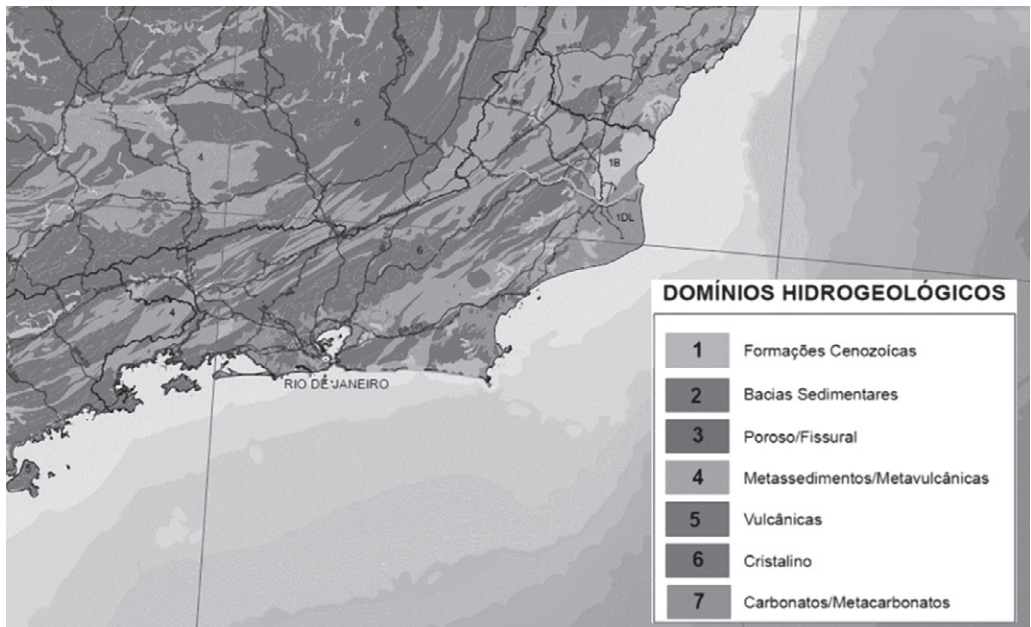 6
4
1B
1DL
6
4
RIO DE JANEIRO
5
DOMÍNIOS HIDROGEOLÓGICOS
1 Formações Cenozoícas
2 Bacias Sedimentares
3 Poroso/Fissural
4 Metassedimentos/Metavulcânicas
5 Vulcânicas
6 Cristalino
7 Carbonatos/Metacarbonatos